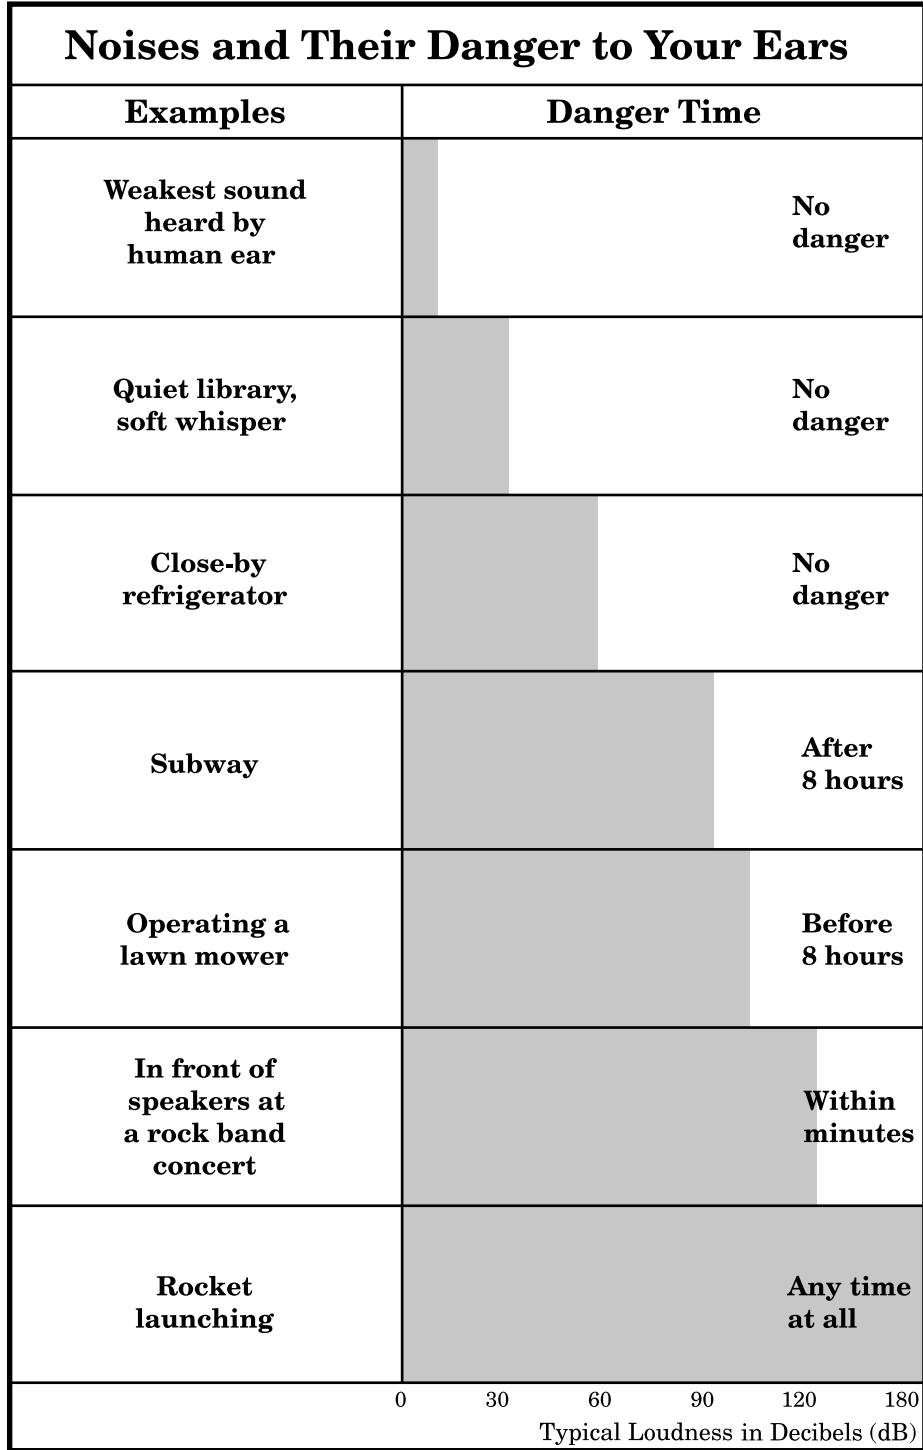 Noises and Their Danger to Your Ears
Examples
Danger Time
Weakest sound
heard by
human ear
No
danger
Quiet library,
soft whisper
No
danger
Close-by
refrigerator
No
danger
Subway
After
8 hours
Operating a
lawn mower
Before
8 hours
In front of
speakers at
a rock band
concert
Within
minutes
Rocket
launching
Any time
at all
0 30 60 90 120 180
Typical Loudness in Decibels (dB)